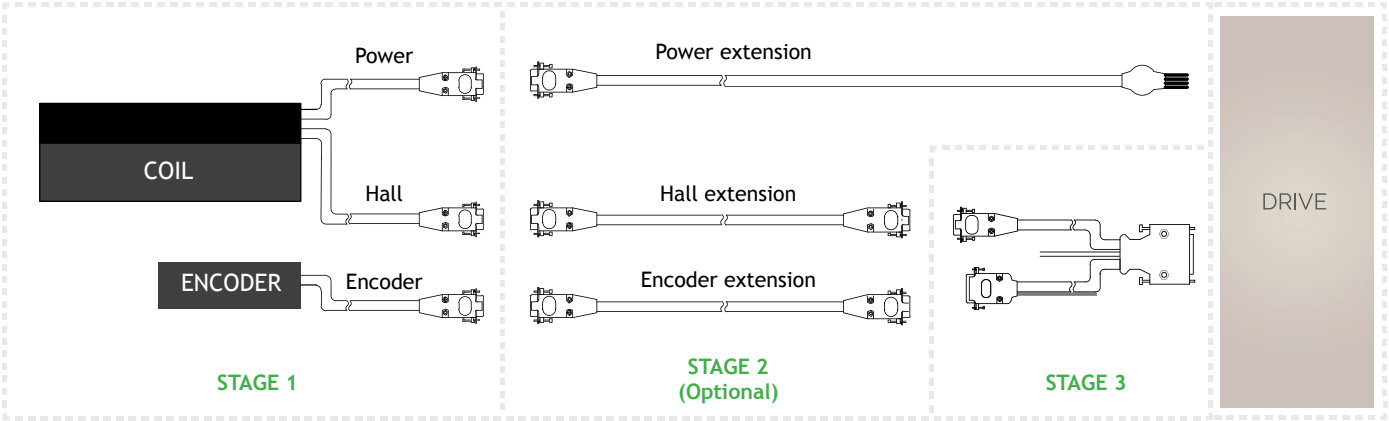 Power
COIL
Hall
ENCODER
Encoder
STAGE 1
Power extension
Hall extension
Encoder extension
STAGE 2
(Optional)
STAGE 3
DRIVE